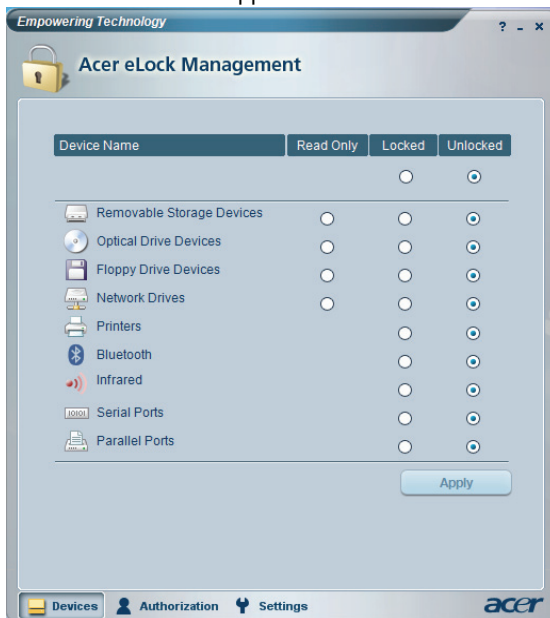 Empowering Technology ? - ×
Acer eLock Management
Device Name Read Only Locked Unlocked
Removable Storage Devices
Optical Drive Devices
Floppy Drive Devices
Network Drives
Printers
Bluetooth
Infrared
IOIOI Serial Ports
Parallel Ports
Apply
Devices Authorization Settings acer